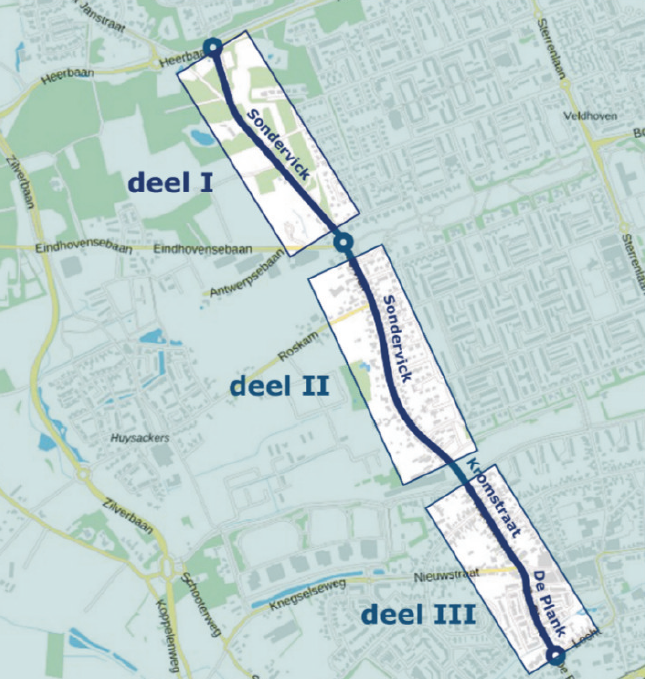 Janstraat
Heerbaan
Heerbaan
Sterrenlaan
Veldhoven
Zilverbaan
Sondervick
deel I
Eindhovensebaan
Eindhovensebaan
Antwerpsebaan
Sondervick
Roskam
deel II
Huysackers
Kromstraat
Zilverbaan
Nieuwstraat
Schooterweg
Knegselseweg
Koppelenweg
deel III
De Plank